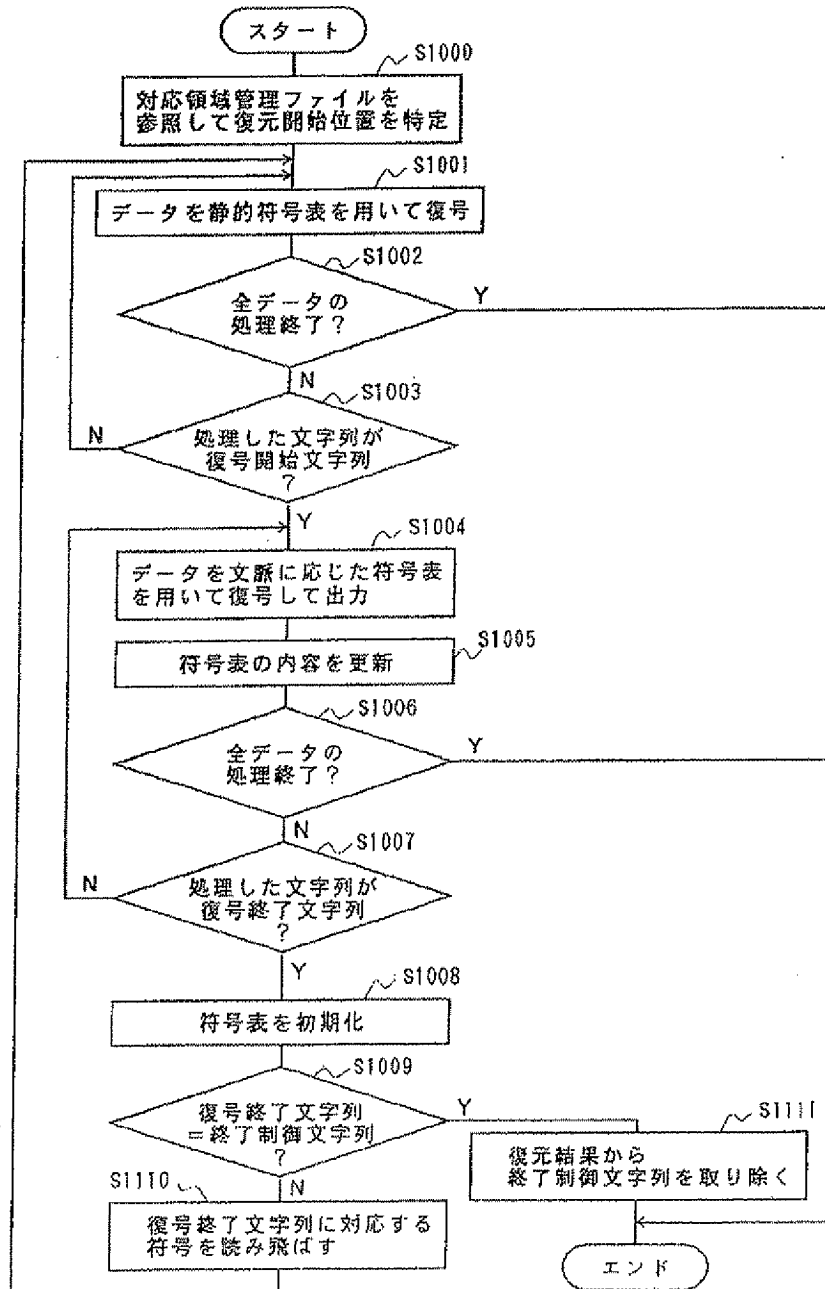 スタート
S1000
対応領域管理ファイルを
参照して復元開始位置を特定
S1001
データを静的符号表を用いて復号
S1002
全データの
処理終了？
Y
N
S1003
処理した文字列が
復号開始文字列
？
N
Y
S1004
データを文脈に応じた符号表
を用いて復号して出力
S1005
符号表の内容を更新
S1006
全データの
処理終了？
Y
N
S1007
処理した文字列が
復号終了文字列
？
N
Y
S1008
符号表を初期化
S1009
復号終了文字列
＝終了制御文字列
？
Y
N
S1111
復元結果から
終了制御文字列を取り除く
S1110
復号終了文字列に対応する
符号を読み飛ばす
エンド